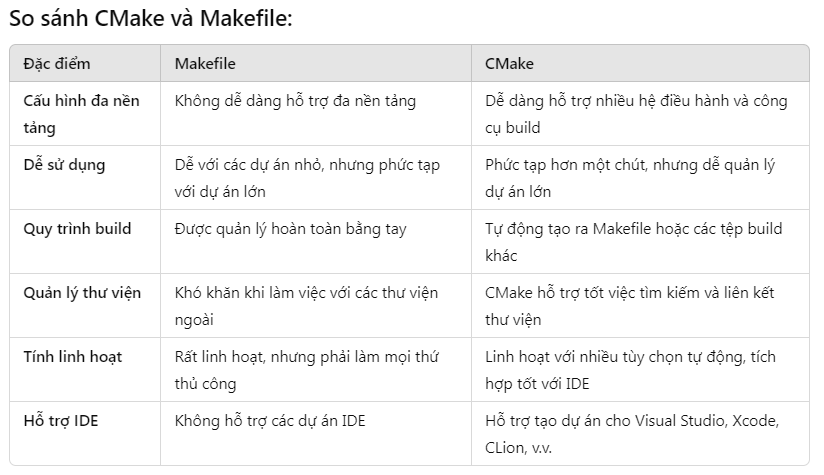 So sánh CMake và Makefile:
Đặc điểm Makefile CMake
Cấu hình đa nền Không dễ dàng hỗ trợ đa nền tảng Dễ dàng hỗ trợ nhiều hệ điều hành và công
tảng cụ build
Dễ sử dụng Dễ với các dự án nhỏ, nhưng phức tạp Phức tạp hơn một chút, nhưng dễ quản lý
với dự án lớn dự án lớn
Quy trình build Được quản lý hoàn toàn bằng tay Tự động tạo ra Makefile hoặc các tệp build
khác
Quản lý thư viện Khó khăn khi làm việc với các thư viện CMake hỗ trợ tốt việc tìm kiếm và liên kết
ngoài thư viện
Tính linh hoạt Rất linh hoạt, nhưng phải làm mọi thứ Linh hoạt với nhiều tùy chọn tự động, tích
thủ công hợp tốt với IDE
Hỗ trợ IDE Không hỗ trợ các dự án IDE Hỗ trợ tạo dự án cho Visual Studio, Xcode,
CLion, v.v.